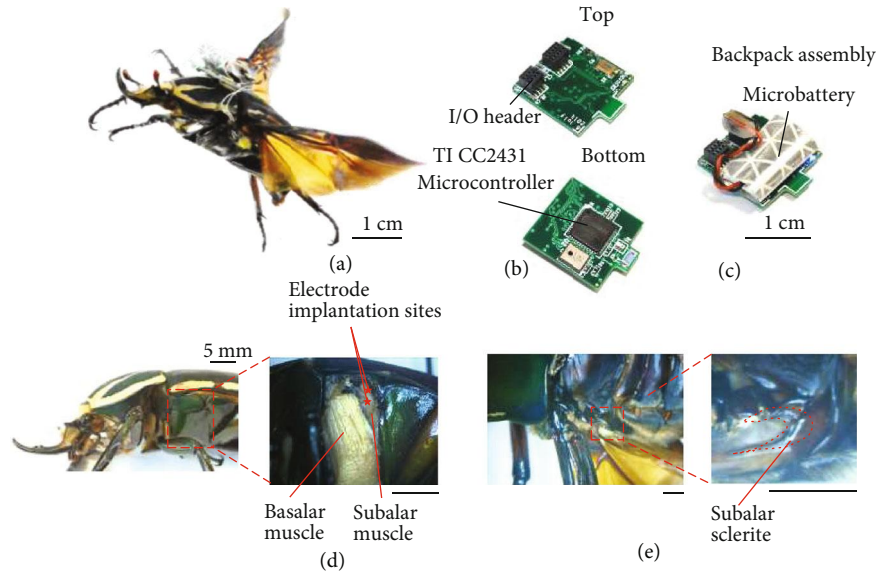 Top
Backpack assembly
Microbattery
I/O header
TI CC2431
Microcontroller
Bottom
1 cm
1 cm
(a)
(b)
(c)
Electrode
implantation sites
5 mm
Basalar
muscle
Subalar
muscle
Subalar
sclerite
(d)
(e)